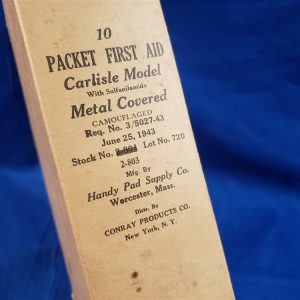 10
PACKET FIRST AID
Carlisle Model
With Sulfanilamide
Metal Covered
CAMOUFLAGED
Req. No. 3/5027-43
June 25, 1943
Stock No. Lot No. 720
2-803
Mfg. By
Handy Pad Supply Co.
Worcester, Mass.
Distr. By
CONRAY PRODUCTS CO.
New York, N. Y.